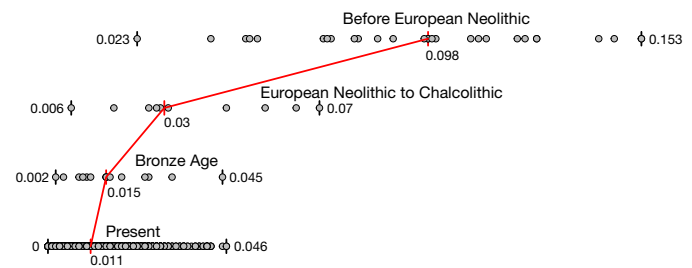 Before European Neolithic
0.023 0.153
0.098
European Neolithic to Chalcolithic
0.006 0.07
0.03
Bronze Age
0.002 0.045
0.015
Present
0 0.046
0.011